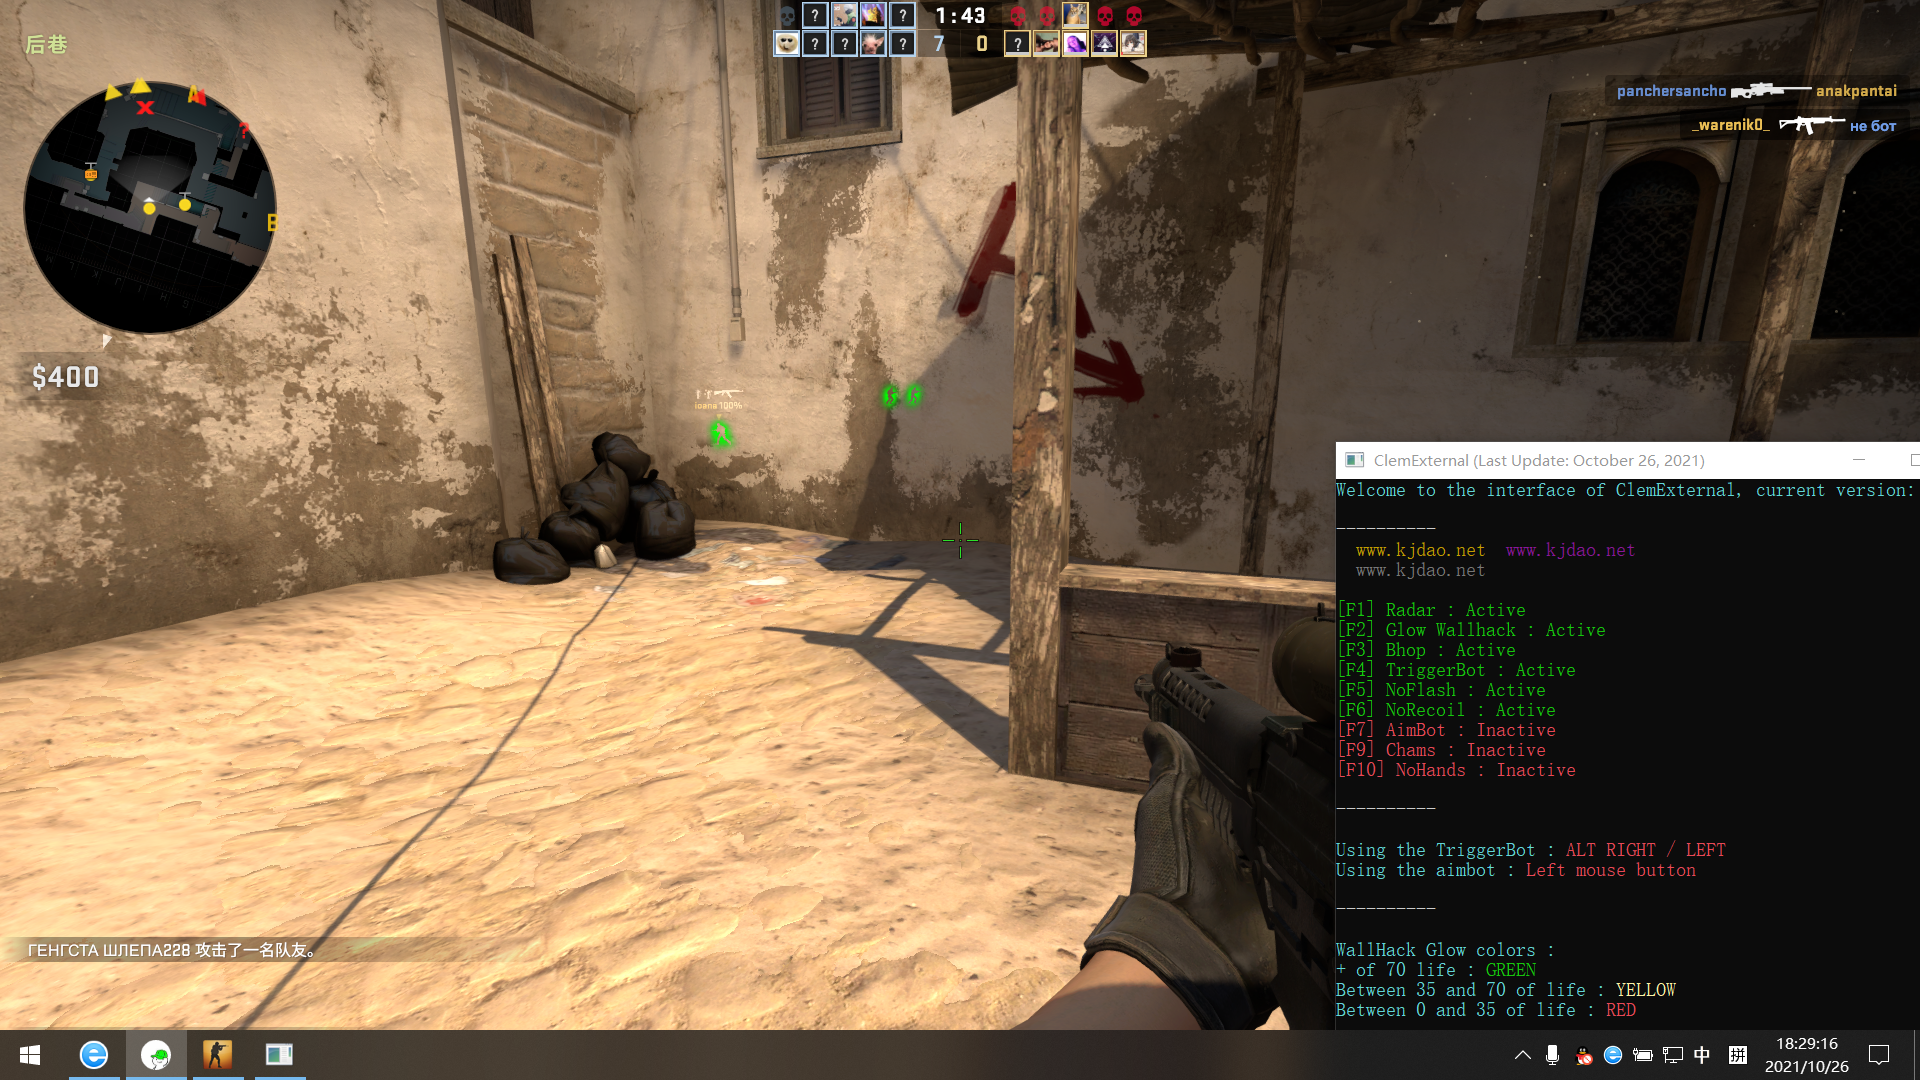 后巷
? ? 1:43
? ? ? 7 0 ?
A
?
B
$400
panchersancho anakpantai
_warenik0_ не бот
100%
ClemExternal (Last Update: October 26, 2021)
Welcome to the interface of ClemExternal, current version:
----------
www.kjdao.net www.kjdao.net
www.kjdao.net
[F1] Radar : Active
[F2] Glow Wallhack : Active
[F3] Bhop : Active
[F4] TriggerBot : Active
[F5] NoFlash : Active
[F6] NoRecoil : Active
[F7] AimBot : Inactive
[F9] Chams : Inactive
[F10] NoHands : Inactive
----------
Using the TriggerBot : ALT RIGHT / LEFT
Using the aimbot : Left mouse button
----------
WallHack Glow colors :
+ of 70 life : GREEN
Between 35 and 70 of life : YELLOW
Between 0 and 35 of life : RED
ГЕНГСТА ШЛЕПА228 攻击了一名队友。
中 拼 18:29:16
2021/10/26